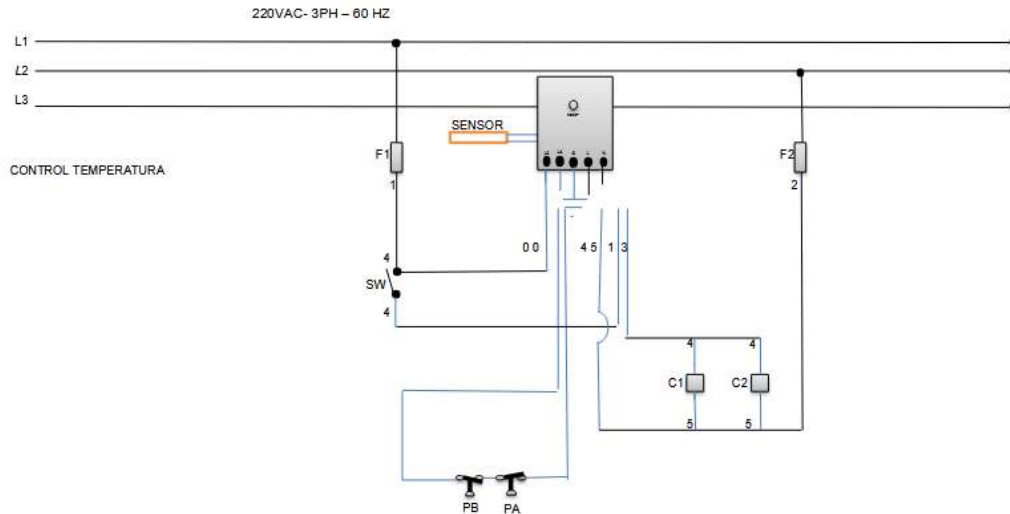 220VAC- 3PH – 60 HZ
L1
L2
L3
SENSOR
F1
F2
CONTROL TEMPERATURA
1
2
0 0
4 5
1 3
4
SW
4
4
4
C1
C2
5
5
PB
PA